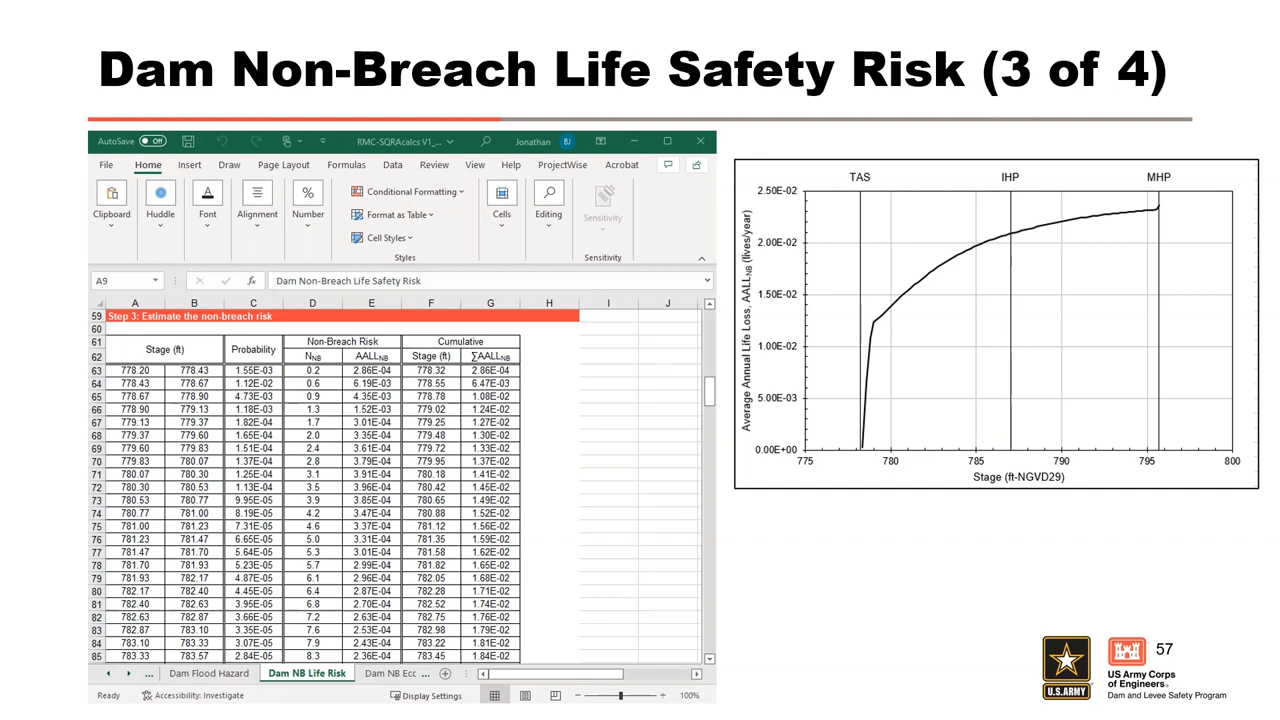 Dam Non-Breach Life Safety Risk (3 of 4)
AutoSave Off RMC-SQRAcalcs V1_... Jonathan BJ
File Home Insert Draw Page Layout Formulas Data Review View Help ProjectWise Acrobat
Clipboard Huddle Font Alignment Number
Conditional Formatting
Format as Table
Cell Styles
Styles
Cells Editing Sensitivity
Sensitivity
A9 fx Dam Non-Breach Life Safety Risk
A B C D E F G H I J
59 Step 3: Estimate the non-breach risk
60
61 Stage (ft) Probability Non-Breach Risk Cumulative
62 N_NB AALL_NB Stage (ft) ∑AALL_NB
63 778.20 778.43 1.55E-03 0.2 2.86E-04 778.32 2.86E-04
64 778.43 778.67 1.12E-02 0.6 6.19E-03 778.55 6.47E-03
65 778.67 778.90 4.73E-03 0.9 4.35E-03 778.78 1.08E-02
66 778.90 779.13 1.18E-03 1.3 1.52E-03 779.02 1.24E-02
67 779.13 779.37 1.82E-04 1.7 3.01E-04 779.25 1.27E-02
68 779.37 779.60 1.65E-04 2.0 3.35E-04 779.48 1.30E-02
69 779.60 779.83 1.51E-04 2.4 3.61E-04 779.72 1.33E-02
70 779.83 780.07 1.37E-04 2.8 3.79E-04 779.95 1.37E-02
71 780.07 780.30 1.25E-04 3.1 3.91E-04 780.18 1.41E-02
72 780.30 780.53 1.13E-04 3.5 3.96E-04 780.42 1.45E-02
73 780.53 780.77 9.95E-05 3.9 3.85E-04 780.65 1.49E-02
74 780.77 781.00 8.19E-05 4.2 3.47E-04 780.88 1.52E-02
75 781.00 781.23 7.31E-05 4.6 3.37E-04 781.12 1.56E-02
76 781.23 781.47 6.65E-05 5.0 3.31E-04 781.35 1.59E-02
77 781.47 781.70 5.64E-05 5.3 3.01E-04 781.58 1.62E-02
78 781.70 781.93 5.23E-05 5.7 2.99E-04 781.82 1.65E-02
79 781.93 782.17 4.87E-05 6.1 2.96E-04 782.05 1.68E-02
80 782.17 782.40 4.45E-05 6.4 2.87E-04 782.28 1.71E-02
81 782.40 782.63 3.95E-05 6.8 2.70E-04 782.52 1.74E-02
82 782.63 782.87 3.66E-05 7.2 2.63E-04 782.75 1.76E-02
83 782.87 783.10 3.35E-05 7.6 2.53E-04 782.98 1.79E-02
84 783.10 783.33 3.07E-05 7.9 2.43E-04 783.22 1.81E-02
85 783.33 783.57 2.84E-05 8.3 2.36E-04 783.45 1.84E-02
... Dam Flood Hazard Dam NB Life Risk Dam NB Ecc ...
Ready Accessibility: Investigate Display Settings 100%
TAS IHP MHP
Average Annual Life Loss, AALL_NB (lives/year)
2.50E-02
2.00E-02
1.50E-02
1.00E-02
5.00E-03
0.00E+00
775 780 785 790 795 800
Stage (ft-NGVD29)
U.S.ARMY
US Army Corps
of Engineers®
Dam and Levee Safety Program
57